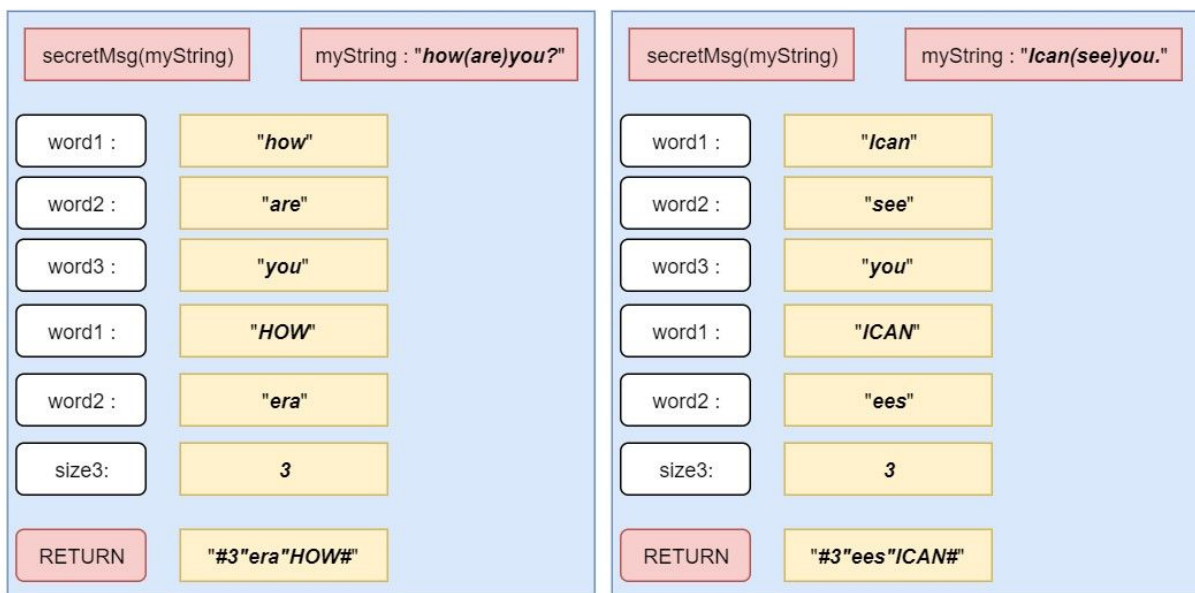 secretMsg(myString) myString : "how(are)you?"
word1 : "how"
word2 : "are"
word3 : "you"
word1 : "HOW"
word2 : "era"
size3: 3
RETURN "#3"era"HOW#"
secretMsg(myString) myString : "Ican(see)you."
word1 : "Ican"
word2 : "see"
word3 : "you"
word1 : "ICAN"
word2 : "ees"
size3: 3
RETURN "#3"ees"ICAN#"